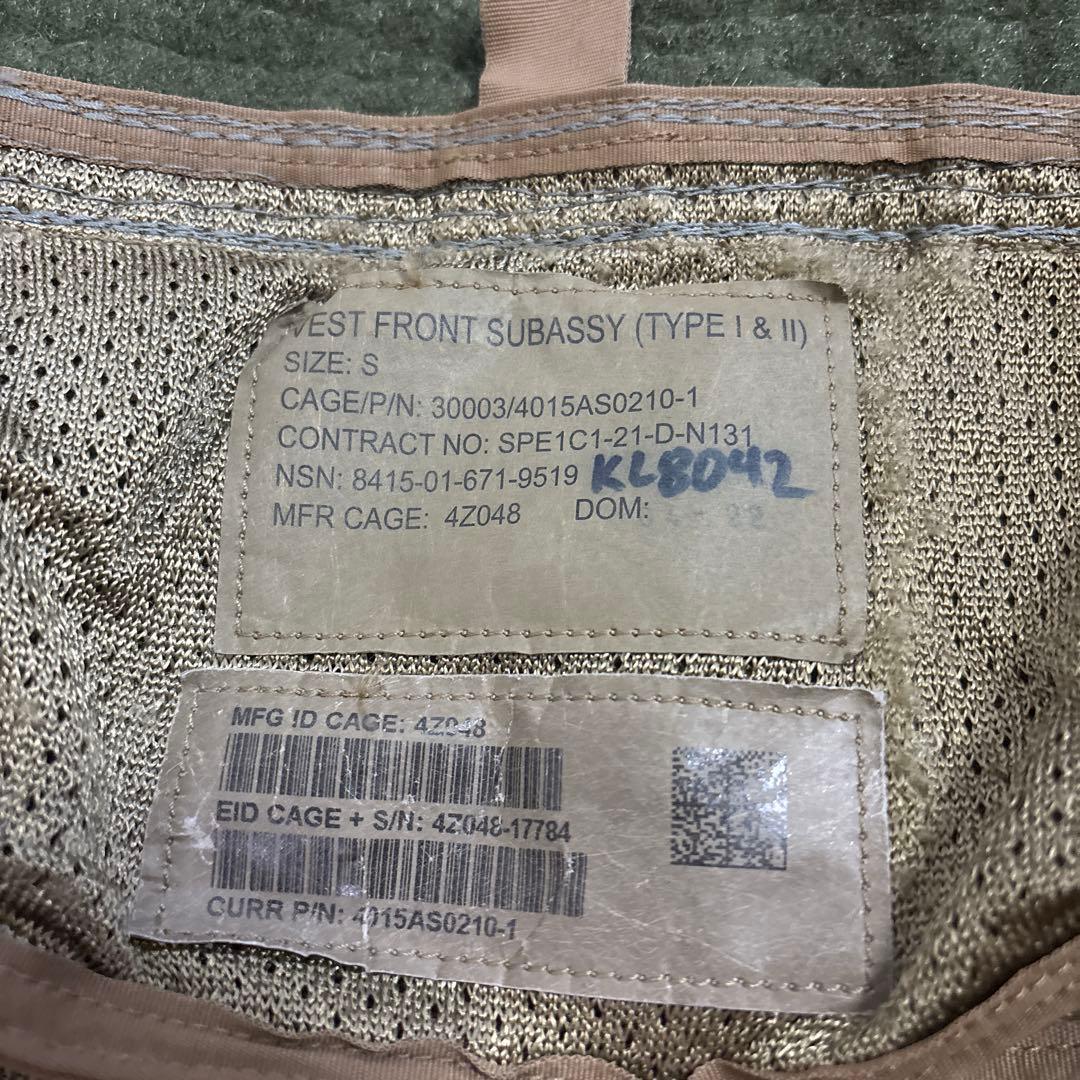 VEST FRONT SUBASSY (TYPE I & II)
SIZE: S
CAGE/P/N: 30003/4015AS0210-1
CONTRACT NO: SPE1C1-21-D-N131
NSN: 8415-01-671-9519 KL8042
MFR CAGE: 4Z048 DOM:
MFG ID CAGE: 4Z048
EID CAGE + S/N: 4Z048-17784
CURR P/N: 4015AS0210-1